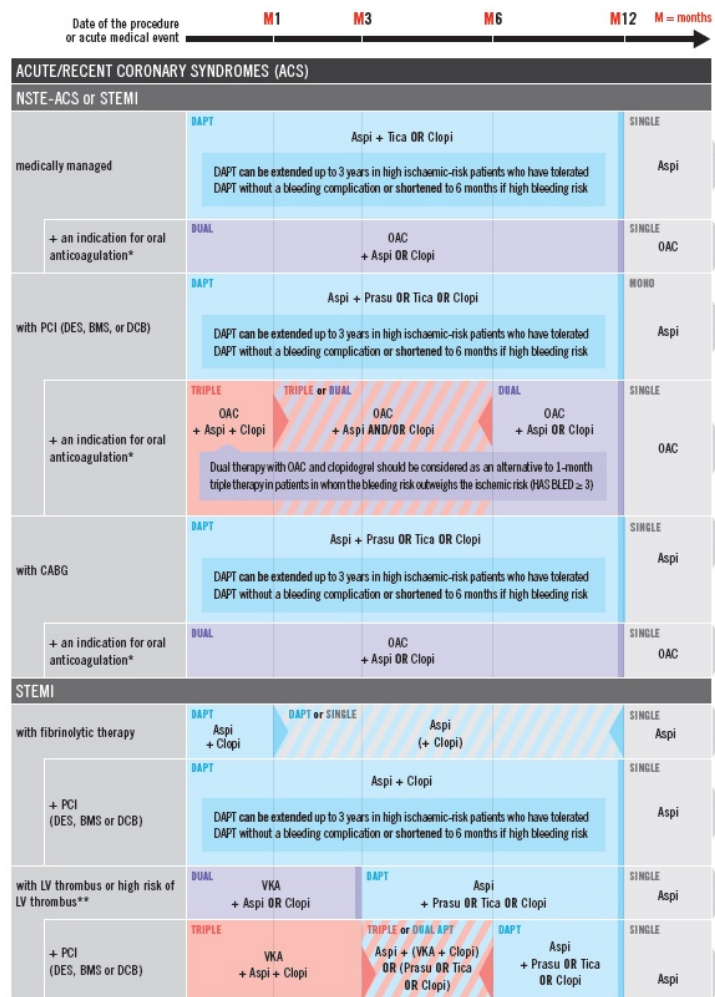 Date of the procedure
or acute medical event
M1
M3
M6
M12
M = months
ACUTE/RECENT CORONARY SYNDROMES (ACS)
NSTE-ACS or STEMI
medically managed
DAPT
Aspi + Tica OR Clopi
DAPT can be extended up to 3 years in high ischaemic-risk patients who have tolerated
DAPT without a bleeding complication or shortened to 6 months if high bleeding risk
SINGLE
Aspi
+ an indication for oral
anticoagulation*
DUAL
OAC
+ Aspi OR Clopi
SINGLE
OAC
with PCI (DES, BMS, or DCB)
DAPT
Aspi + Prasu OR Tica OR Clopi
DAPT can be extended up to 3 years in high ischaemic-risk patients who have tolerated
DAPT without a bleeding complication or shortened to 6 months if high bleeding risk
MONO
Aspi
+ an indication for oral
anticoagulation*
TRIPLE
OAC
+ Aspi + Clopi
TRIPLE or DUAL
OAC
+ Aspi AND/OR Clopi
DUAL
OAC
+ Aspi OR Clopi
Dual therapy with OAC and clopidogrel should be considered as an alternative to 1-month
triple therapy in patients in whom the bleeding risk outweighs the ischemic risk (HAS BLED ≥ 3)
SINGLE
OAC
with CABG
DAPT
Aspi + Prasu OR Tica OR Clopi
DAPT can be extended up to 3 years in high ischaemic-risk patients who have tolerated
DAPT without a bleeding complication or shortened to 6 months if high bleeding risk
SINGLE
Aspi
+ an indication for oral
anticoagulation*
DUAL
OAC
+ Aspi OR Clopi
SINGLE
OAC
STEMI
with fibrinolytic therapy
DAPT
Aspi
+ Clopi
DAPT or SINGLE
Aspi
(+ Clopi)
SINGLE
Aspi
+ PCI
(DES, BMS or DCB)
DAPT
Aspi + Clopi
DAPT can be extended up to 3 years in high ischaemic-risk patients who have tolerated
DAPT without a bleeding complication or shortened to 6 months if high bleeding risk
SINGLE
Aspi
with LV thrombus or high risk of
LV thrombus**
DUAL
VKA
+ Aspi OR Clopi
DAPT
Aspi
+ Prasu OR Tica OR Clopi
SINGLE
Aspi
+ PCI
(DES, BMS or DCB)
TRIPLE
VKA
+ Aspi + Clopi
TRIPLE or DUAL APT
Aspi + (VKA + Clopi)
OR (Prasu OR Tica
OR Clopi)
DAPT
Aspi
+ Prasu OR Tica
OR Clopi
SINGLE
Aspi